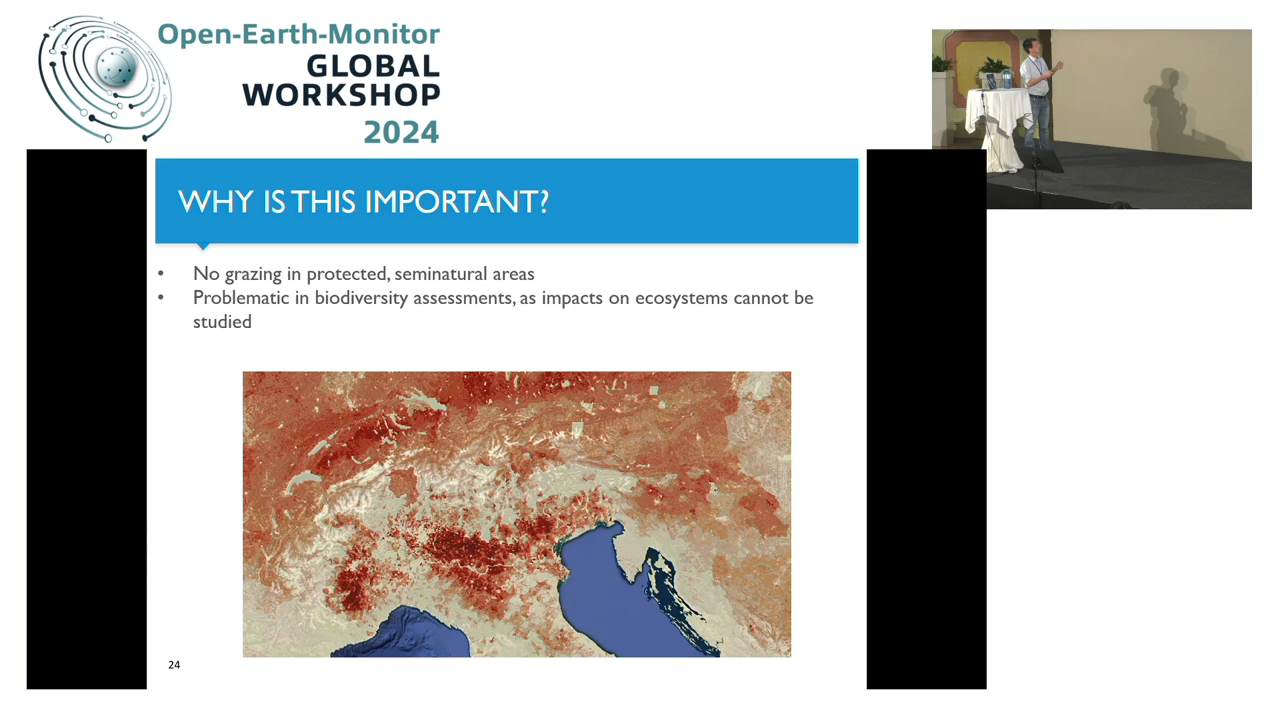 Open-Earth-Monitor
GLOBAL
WORKSHOP
2024
WHY IS THIS IMPORTANT?
• No grazing in protected, seminatural areas
• Problematic in biodiversity assessments, as impacts on ecosystems cannot be
studied
24